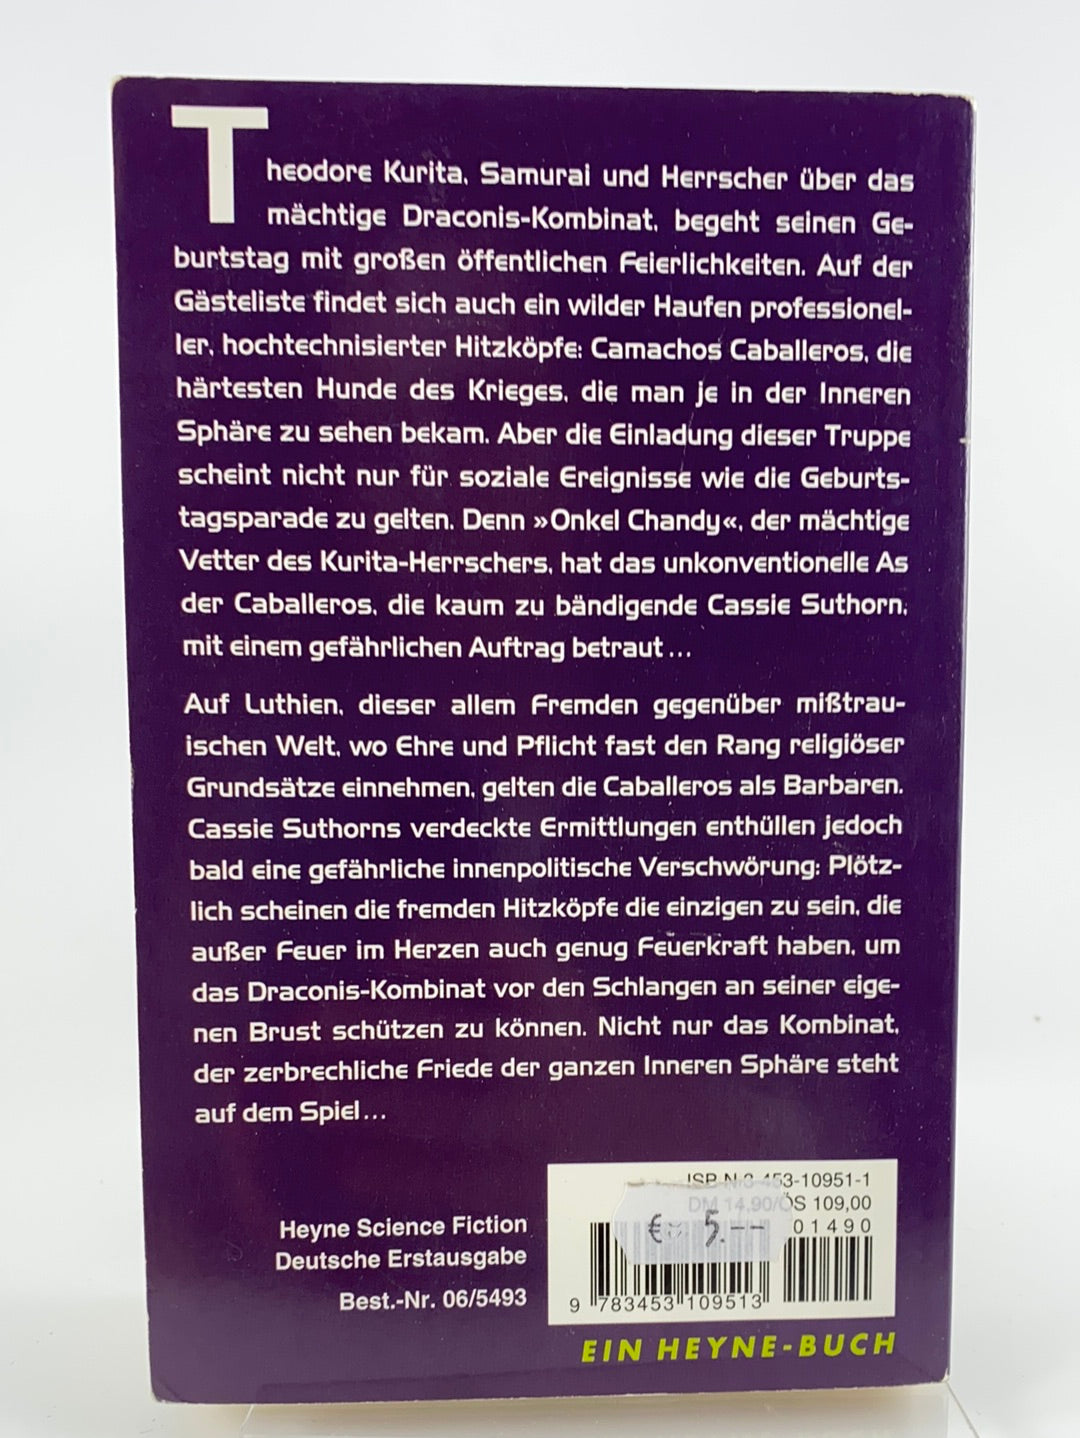 Theodore Kurita, Samurai und Herrscher über das
mächtige Draconis-Kombinat, begeht seinen Ge-
burtstag mit großen öffentlichen Feierlichkeiten. Auf der
Gästeliste findet sich auch ein wilder Haufen professionel-
ler, hochtechnisierter Hitzköpfe: Camachos Caballeros, die
härtesten Hunde des Krieges, die man je in der Inneren
Sphäre zu sehen bekam. Aber die Einladung dieser Truppe
scheint nicht nur für soziale Ereignisse wie die Geburts-
tagsparade zu gelten. Denn »Onkel Chandy«, der mächtige
Vetter des Kurita-Herrschers, hat das unkonventionelle As
der Caballeros, die kaum zu bändigende Cassie Suthorn,
mit einem gefährlichen Auftrag betraut...
Auf Luthien, dieser allem Fremden gegenüber mißtrau-
ischen Welt, wo Ehre und Pflicht fast den Rang religiöser
Grundsätze einnehmen, gelten die Caballeros als Barbaren.
Cassie Suthorns verdeckte Ermittlungen enthüllen jedoch
bald eine gefährliche innenpolitische Verschwörung: Plötz-
lich scheinen die fremden Hitzköpfe die einzigen zu sein, die
außer Feuer im Herzen auch genug Feuerkraft haben, um
das Draconis-Kombinat vor den Schlangen an seiner eige-
nen Brust schützen zu können. Nicht nur das Kombinat,
der zerbrechliche Friede der ganzen Inneren Sphäre steht
auf dem Spiel...
Heyne Science Fiction
Deutsche Erstausgabe
Best.-Nr. 06/5493
ISBN 3-453-10951-1
DM 14,90/ÖS 109,00
01490
€ 5.--
9 783453 109513
EIN HEYNE-BUCH